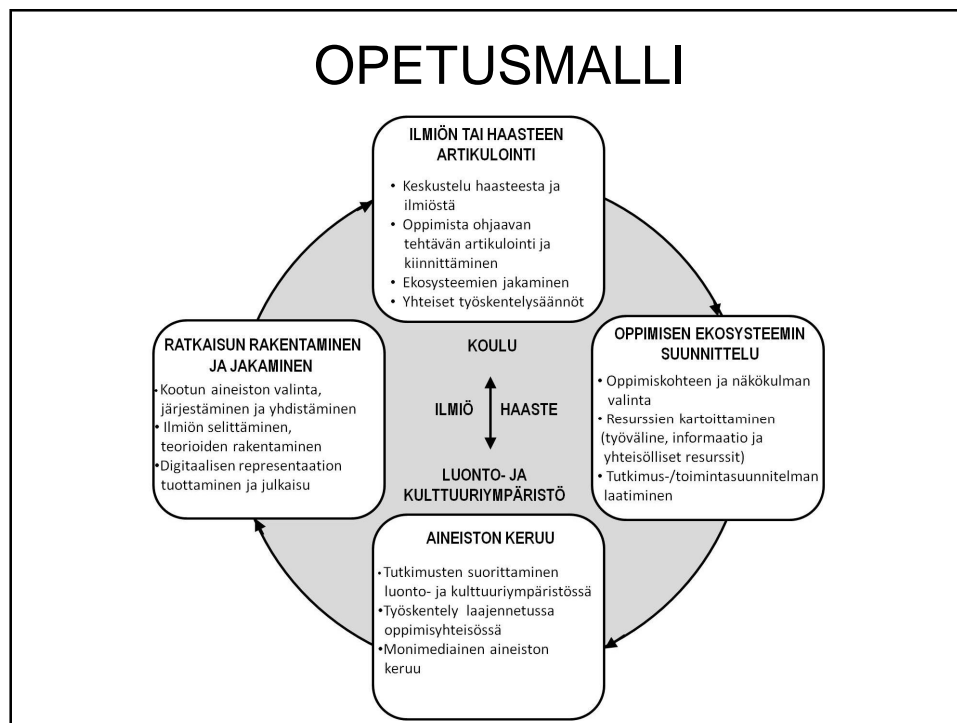 OPETUSMALLI
ILMIÖN TAI HAASTEEN
ARTIKULOINTI
• Keskustelu haasteesta ja
ilmiöstä
• Oppimista ohjaavan
tehtävän artikulointi ja
kiinnittäminen
• Ekosysteemien jakaminen
• Yhteiset työskentelysäännöt
OPPIMISEN EKOSYSTEEMIN
SUUNNITTELU
• Oppimiskohteen ja näkökulman
valinta
• Resurssien kartoittaminen
(työväline, informaatio ja
yhteisölliset resurssit)
• Tutkimus-/toimintasuunnitelman
laatiminen
AINEISTON KERUU
• Tutkimusten suorittaminen
luonto- ja kulttuuriympäristössä
• Työskentely laajennetussa
oppimisyhteisössä
• Monimediainen aineiston
keruu
RATKAISUN RAKENTAMINEN
JA JAKAMINEN
• Kootun aineiston valinta,
järjestäminen ja yhdistäminen
• Ilmiön selittäminen,
teorioiden rakentaminen
• Digitaalisen representaation
tuottaminen ja julkaisu
KOULU
ILMIÖ HAASTE
LUONTO- JA
KULTTUURIYMPÄRISTÖ